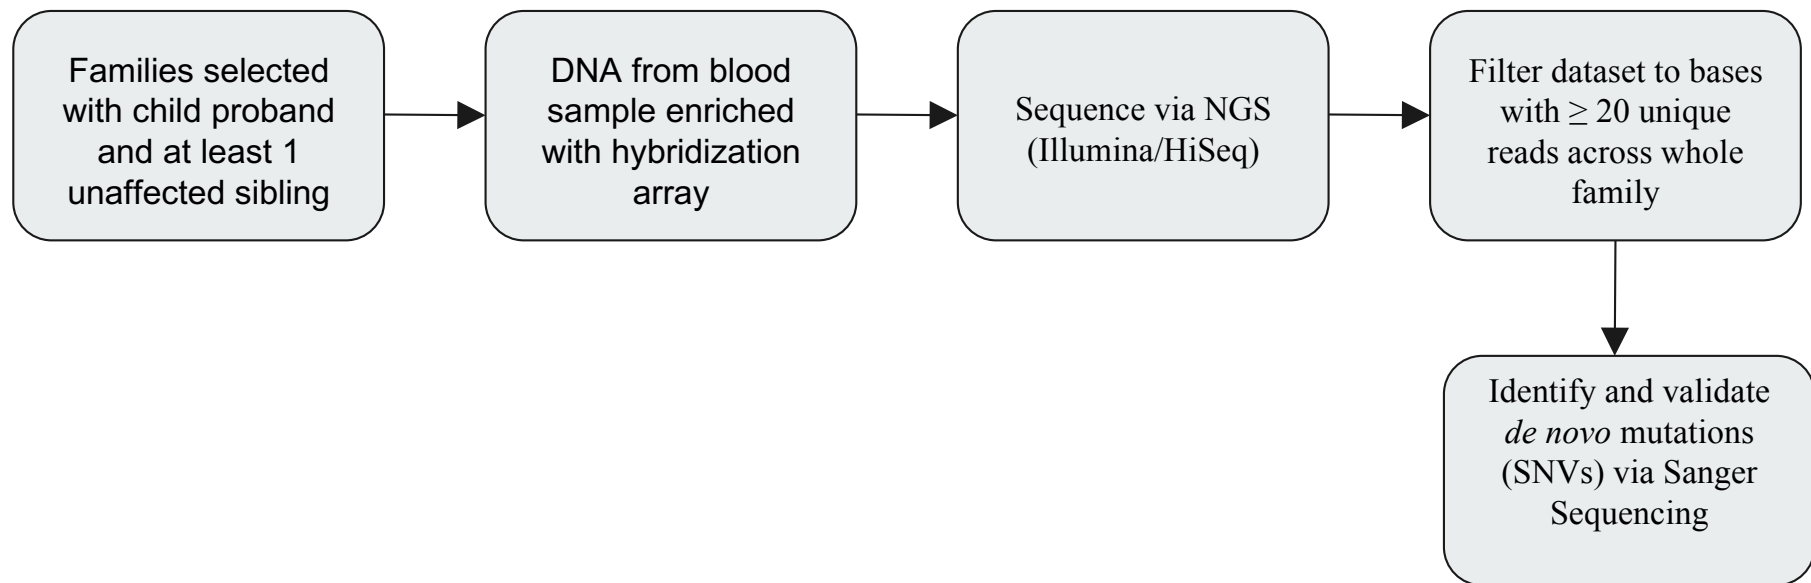 Families selected
with child proband
and at least 1
unaffected sibling
DNA from blood
sample enriched
with hybridization
array
Sequence via NGS
(Illumina/HiSeq)
Filter dataset to bases
with ≥ 20 unique
reads across whole
family
Identify and validate
de novo mutations
(SNVs) via Sanger
Sequencing